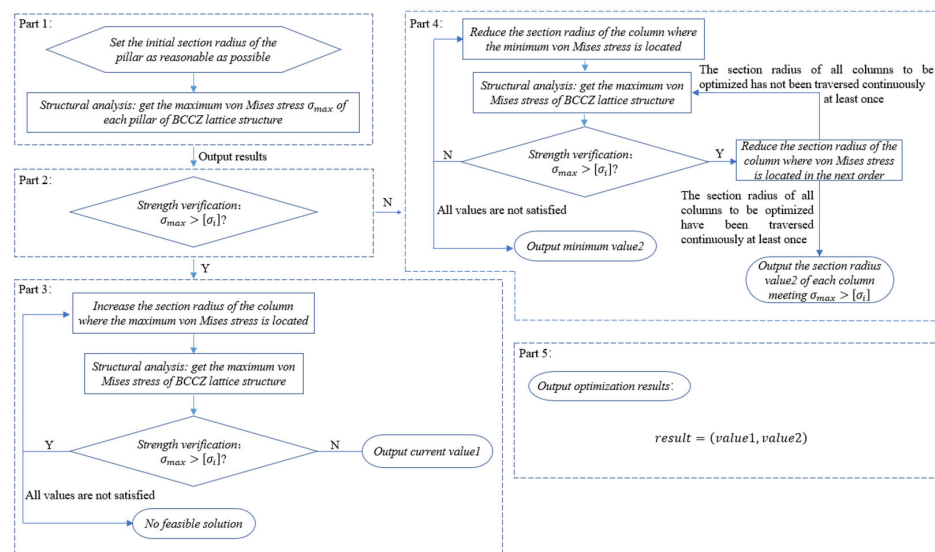 Part 1:
Set the initial section radius of the
pillar as reasonable as possible
Structural analysis: get the maximum von Mises stress σmax of
each pillar of BCCZ lattice structure
Output results
Part 2:
Strength verification:
σmax > [σi]?
N
Y
Part 3:
Increase the section radius of the column
where the maximum von Mises stress is located
Structural analysis: get the maximum von
Mises stress of BCCZ lattice structure
Y
Strength verification:
σmax > [σi]?
N
Output current value1
All values are not satisfied
No feasible solution
Part 4:
Reduce the section radius of the column where
the minimum von Mises stress is located
Structural analysis: get the maximum von
Mises stress of BCCZ lattice structure
The section radius of all columns to be
optimized has not been traversed continuously
at least once
N
Strength verification:
σmax > [σi]?
Y
Reduce the section radius of the
column where von Mises stress
is located in the next order
All values are not satisfied
Output minimum value2
The section radius of all
columns to be optimized
have been traversed
continuously at least once
Output the section radius
value2 of each column
meeting σmax > [σi]
Part 5:
Output optimization results:
result = (value1, value2)